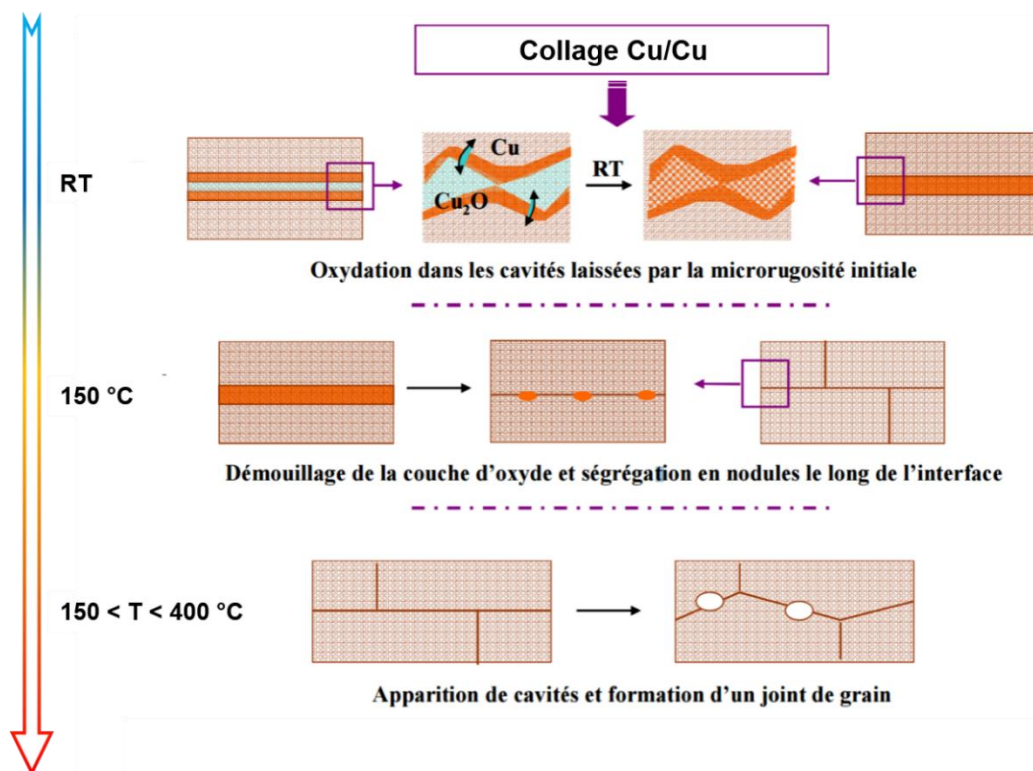 Collage Cu/Cu
RT
Cu
Cu₂O
RT
Oxydation dans les cavités laissées par la microrugosité initiale
150 °C
Démouillage de la couche d'oxyde et ségrégation en nodules le long de l'interface
150 < T < 400 °C
Apparition de cavités et formation d'un joint de grain